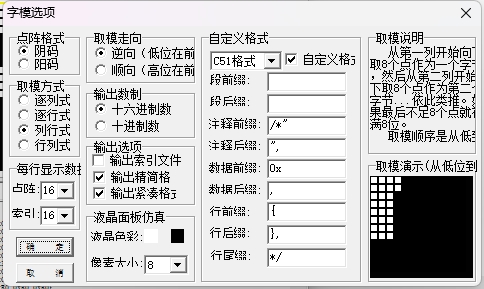 字模选项
点阵格式
阴码
阳码
取模方式
逐列式
逐行式
列行式
行列式
每行显示数据
点阵: 16
索引: 16
确 定
取 消
取模走向
逆向（低位在前
顺向（高位在前
输出数制
十六进制数
十进制数
输出选项
输出索引文件
输出精简格
输出紧凑格式
液晶面板仿真
液晶色彩:
像素大小: 8
自定义格式
C51格式
自定义格式
段前缀:
段后缀:
注释前缀: /*"
注释后缀: ",
数据前缀: 0x
数据后缀: ,
行前缀: {
行后缀: },
行尾缀: */
取模说明
从第一列开始向下
取8个点作为一个字节
，然后从第二列开始
下取8个点作为第二
字节...依此类推。如
果最后不足8个点就补
满8位。
取模顺序是从低到
取模演示(从低位到